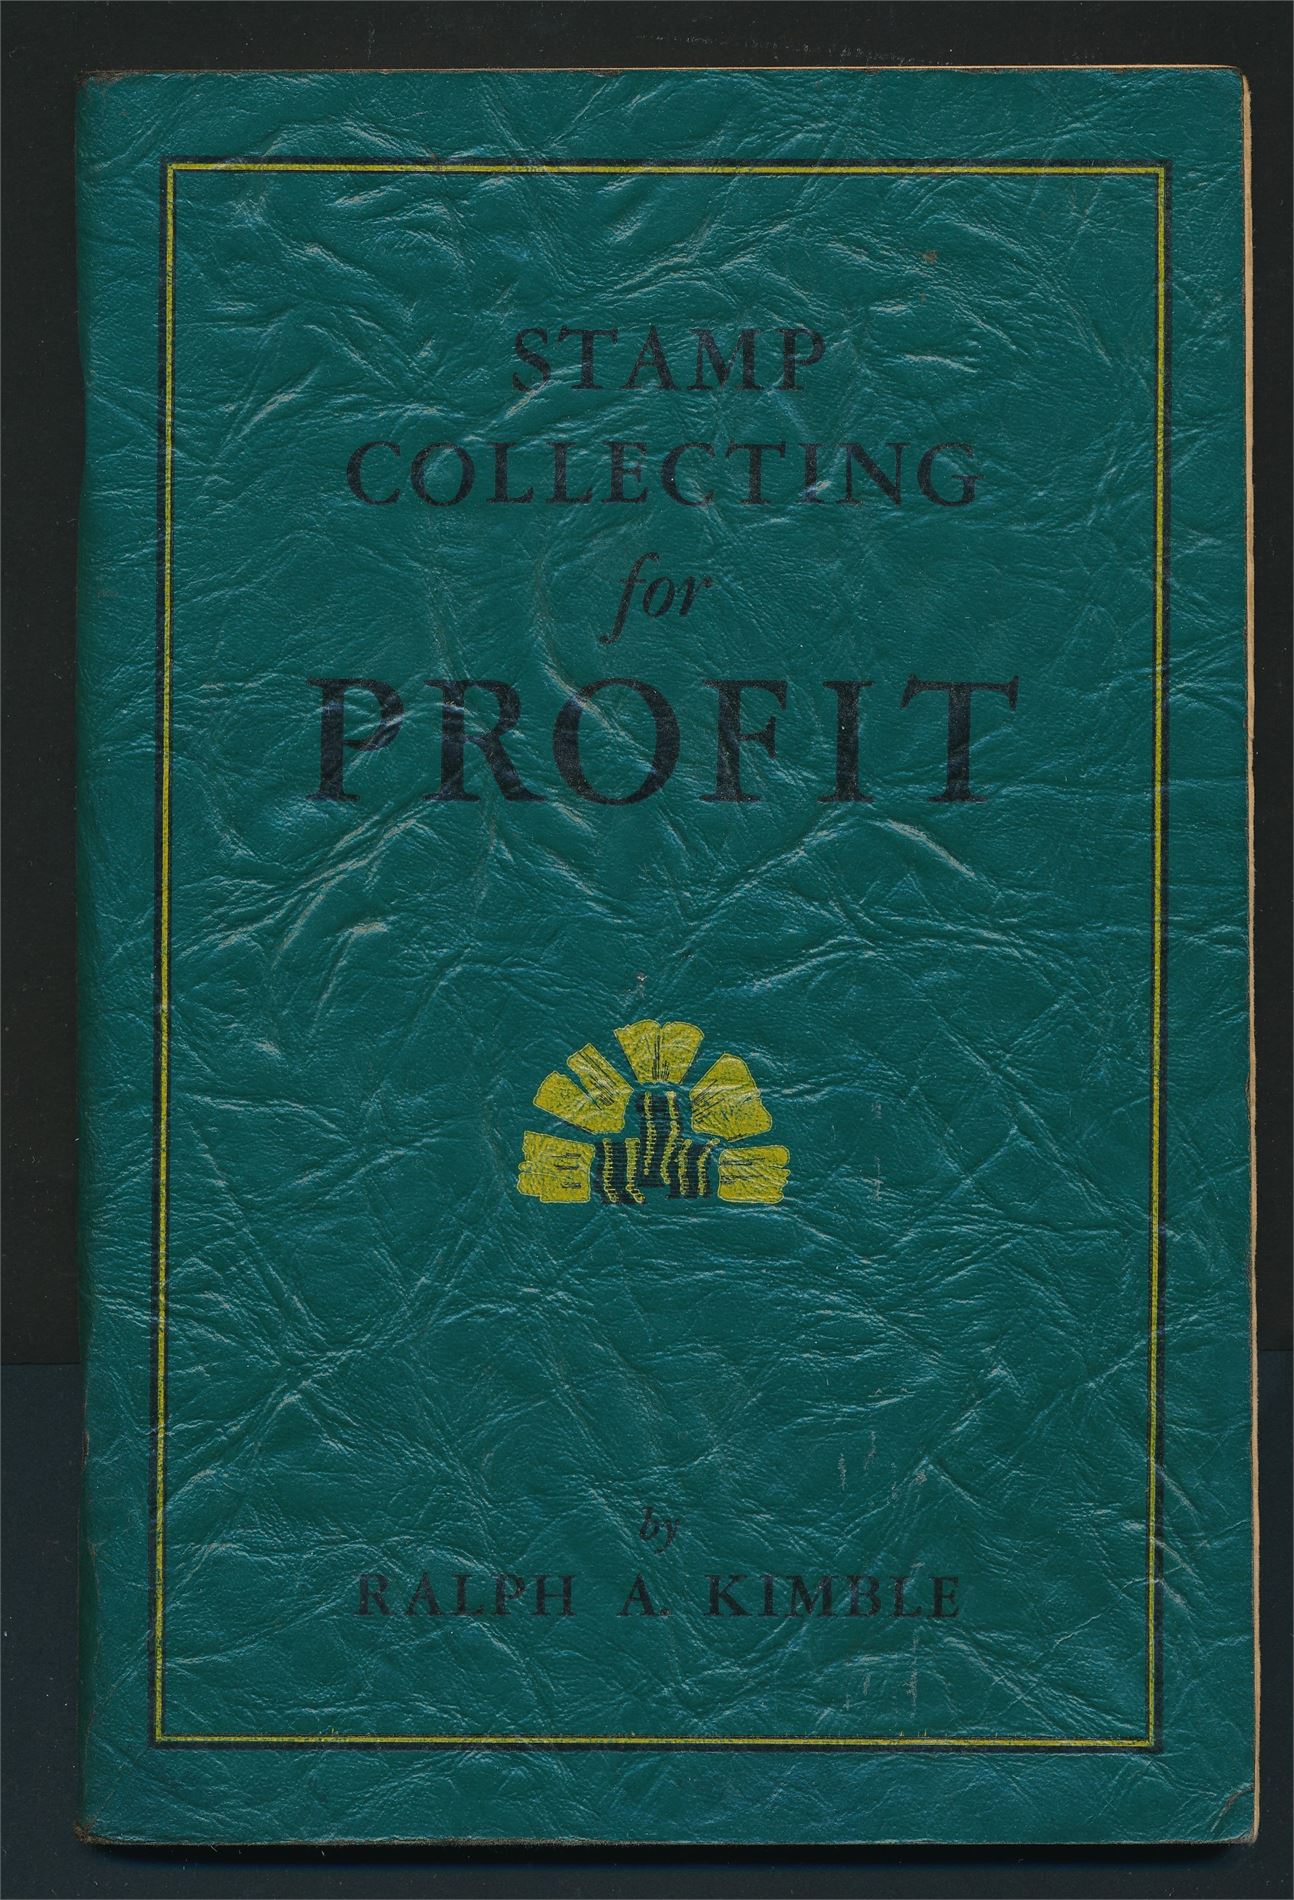 STAMP
COLLECTING
for
PROFIT
by
RALPH A. KIMBLE